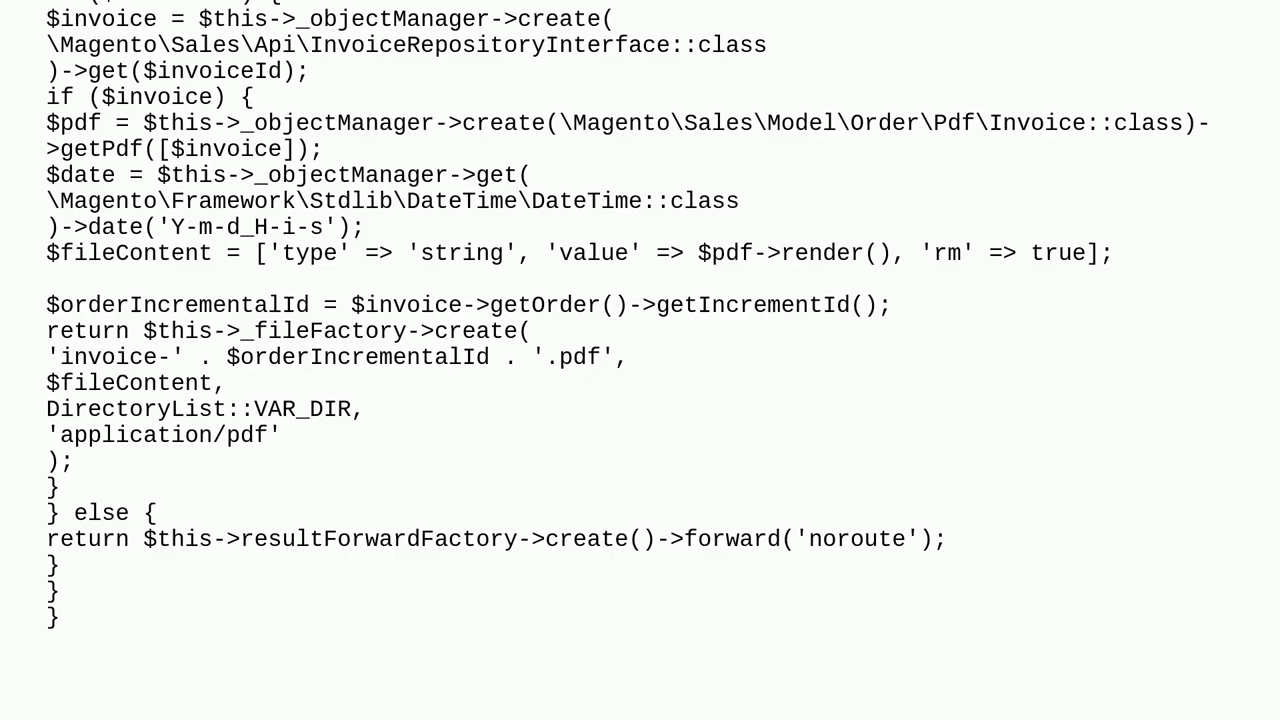 $invoice = $this->_objectManager->create(
\Magento\Sales\Api\InvoiceRepositoryInterface::class
)->get($invoiceId);
if ($invoice) {
$pdf = $this->_objectManager->create(\Magento\Sales\Model\Order\Pdf\Invoice::class)-
>getPdf([$invoice]);
$date = $this->_objectManager->get(
\Magento\Framework\Stdlib\DateTime\DateTime::class
)->date('Y-m-d_H-i-s');
$fileContent = ['type' => 'string', 'value' => $pdf->render(), 'rm' => true];
$orderIncrementalId = $invoice->getOrder()->getIncrementId();
return $this->_fileFactory->create(
'invoice-' . $orderIncrementalId . '.pdf',
$fileContent,
DirectoryList::VAR_DIR,
'application/pdf'
);
}
} else {
return $this->resultForwardFactory->create()->forward('noroute');
}
}
}